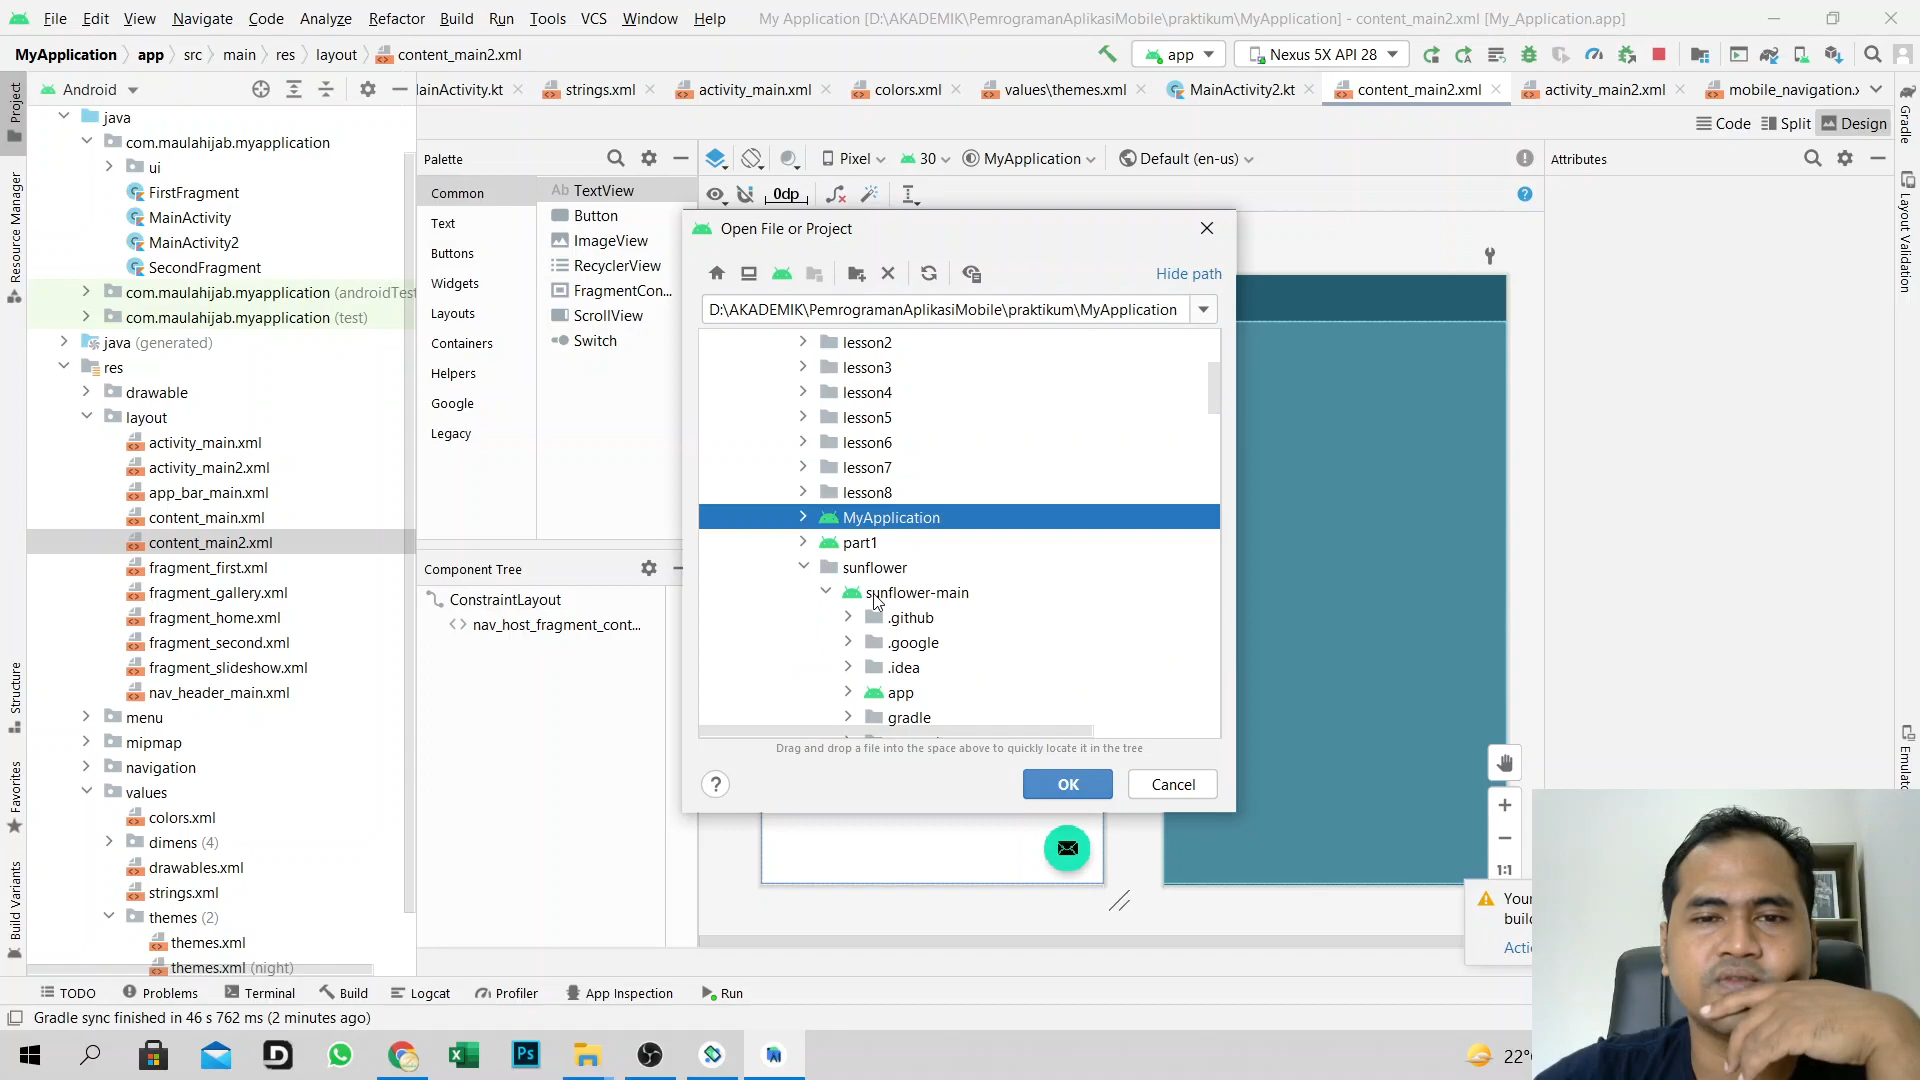 File Edit View Navigate Code Analyze Refactor Build Run Tools VCS Window Help My Application [D:\AKADEMIK\PemrogramanAplikasiMobile\praktikum\MyApplication] - content_main2.xml [My_Application.app]
MyApplication app src main res layout content_main2.xml app Nexus 5X API 28
Android ainActivity.kt strings.xml activity_main.xml colors.xml values\themes.xml MainActivity2.kt content_main2.xml activity_main2.xml mobile_navigation.
Code Split Design
java
com.maulahijab.myapplication
ui
FirstFragment
MainActivity
MainActivity2
SecondFragment
com.maulahijab.myapplication (androidTest
com.maulahijab.myapplication (test)
java (generated)
res
drawable
layout
activity_main.xml
activity_main2.xml
app_bar_main.xml
content_main.xml
content_main2.xml
fragment_first.xml
fragment_gallery.xml
fragment_home.xml
fragment_second.xml
fragment_slideshow.xml
nav_header_main.xml
menu
mipmap
navigation
values
colors.xml
dimens (4)
drawables.xml
strings.xml
themes (2)
themes.xml
themes.xml (night)
Project
Resource Manager
Structure
Favorites
Build Variants
Palette
Common
Text
Buttons
Widgets
Layouts
Containers
Helpers
Google
Legacy
Ab TextView
Button
ImageView
RecyclerView
FragmentCon...
ScrollView
Switch
Component Tree
ConstraintLayout
nav_host_fragment_cont...
Pixel 30 MyApplication Default (en-us)
0dp
Open File or Project
Hide path
D:\AKADEMIK\PemrogramanAplikasiMobile\praktikum\MyApplication
lesson2
lesson3
lesson4
lesson5
lesson6
lesson7
lesson8
MyApplication
part1
sunflower
sunflower-main
.github
.google
.idea
app
gradle
Drag and drop a file into the space above to quickly locate it in the tree
? OK Cancel
Attributes
Gradle
Layout Validation
Emulato
1:1
Your
buil
Acti
TODO Problems Terminal Build Logcat Profiler App Inspection Run
Gradle sync finished in 46 s 762 ms (2 minutes ago)
D Ps 22°